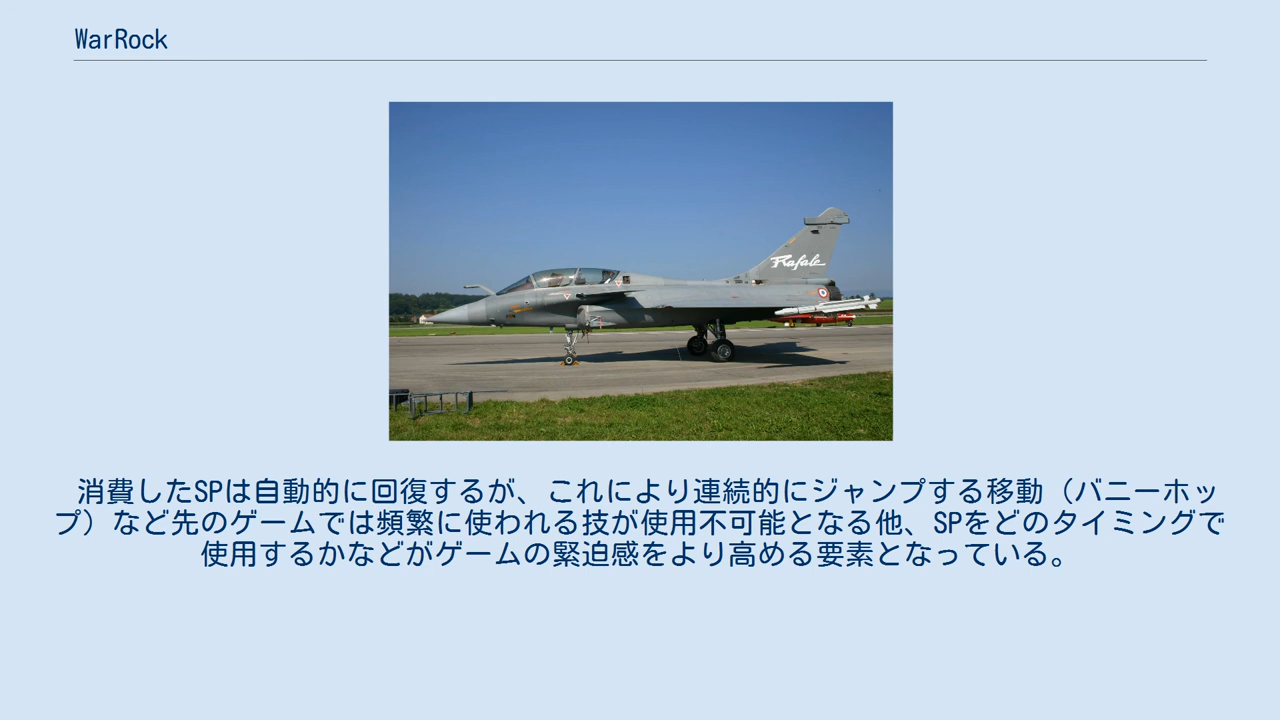 WarRock
Rafale
消費したSPは自動的に回復するが、これにより連続的にジャンプする移動（バニーホッ
プ）など先のゲームでは頻繁に使われる技が使用不可能となる他、SPをどのタイミングで
使用するかなどがゲームの緊迫感をより高める要素となっている。